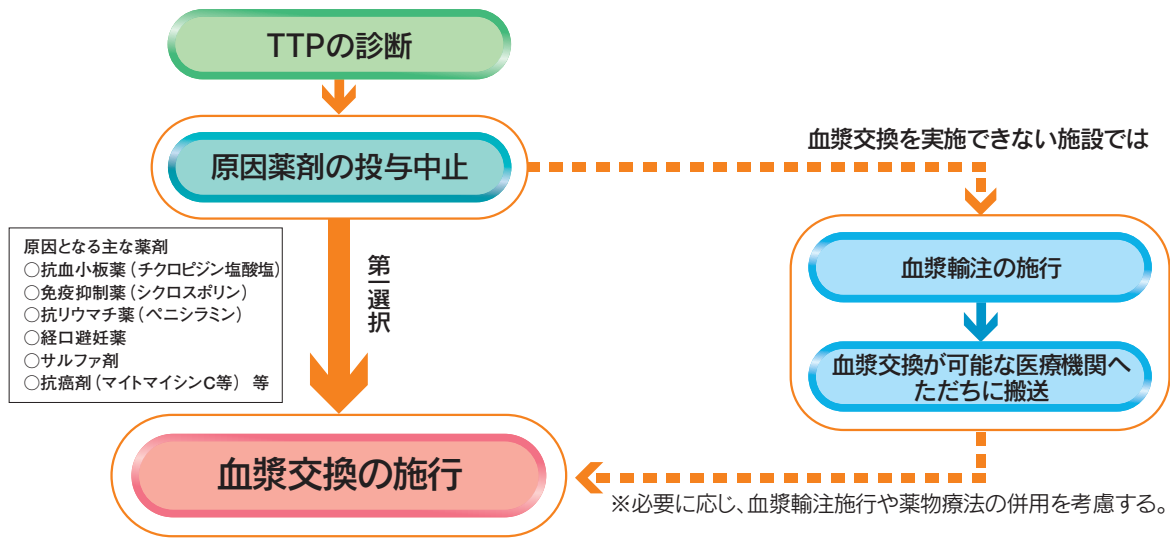 TTPの診断
原因薬剤の投与中止
血漿交換を実施できない施設では
原因となる主な薬剤
○抗血小板薬（チクロピジン塩酸塩）
○免疫抑制薬（シクロスポリン）
○抗リウマチ薬（ペニシラミン）
○経口避妊薬
○サルファ剤
○抗癌剤（マイトマイシンC等） 等
第一選択
血漿輸注の施行
血漿交換が可能な医療機関へ
ただちに搬送
血漿交換の施行
※必要に応じ、血漿輸注施行や薬物療法の併用を考慮する。